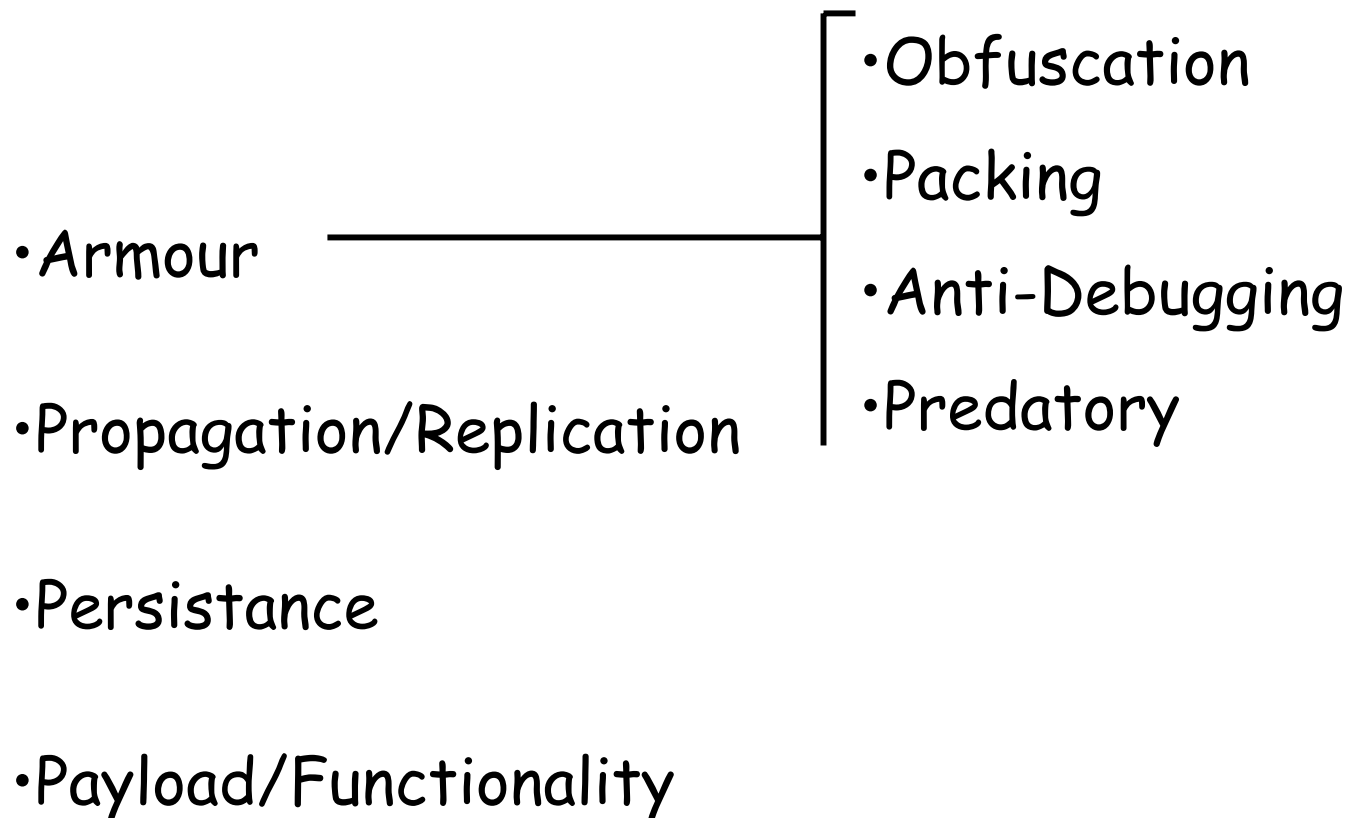 •Armour
•Propagation/Replication
•Persistance
•Payload/Functionality
•Obfuscation
•Packing
•Anti-Debugging
•Predatory